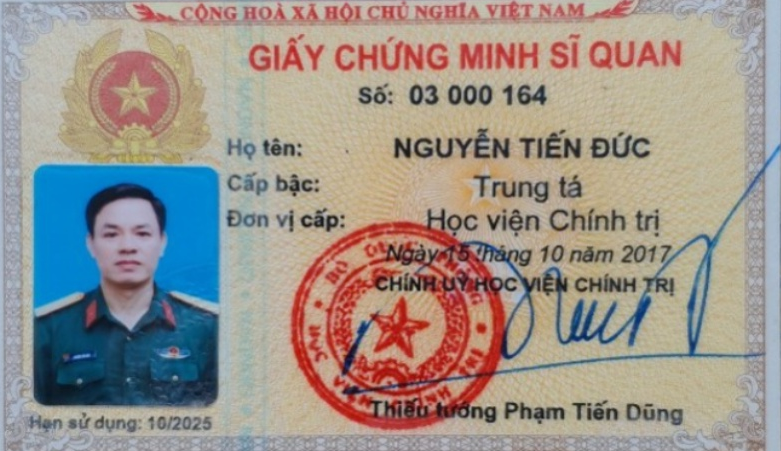 CỘNG HOÀ XÃ HỘI CHỦ NGHĨA VIỆT NAM
GIẤY CHỨNG MINH SĨ QUAN
Số: 03 000 164
Họ tên: NGUYỄN TIẾN ĐỨC
Cấp bậc: Trung tá
Đơn vị cấp: Học viện Chính trị
Ngày 15 tháng 10 năm 2017
CHÍNH UỶ HỌC VIỆN CHÍNH TRỊ
Thiếu tướng Phạm Tiến Dũng
Hạn sử dụng: 10/2025